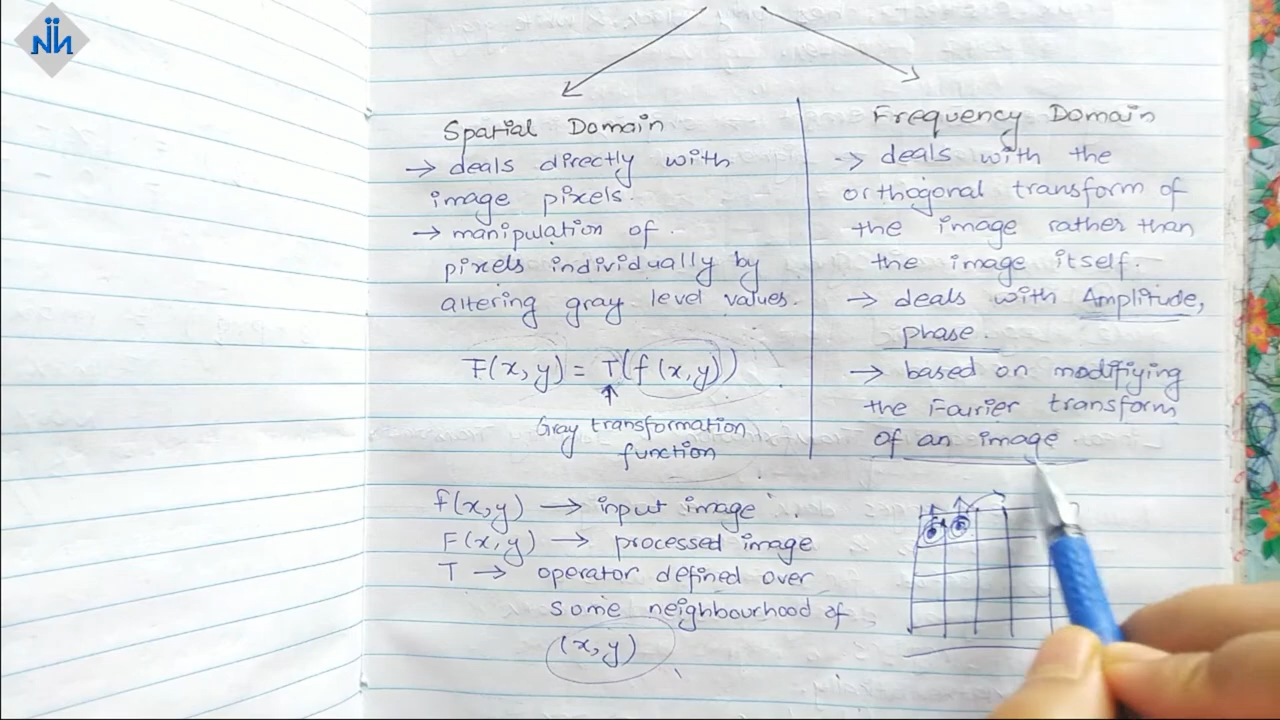 Spatial Domain
→ deals directly with
image pixels.
→ manipulation of
pixels individually by
altering gray level values.
F(x, y) = T(f(x, y))
Gray transformation
function
Frequency Domain
-> deals with the
orthogonal transform of
the image rather than
the image itself.
→ deals with Amplitude,
phase.
→ based on modifiying
the Fourier transform
of an image
f(x,y) → input image
F(x,y) → processed image
T → operator defined over
some neighbourhood of
(x,y)